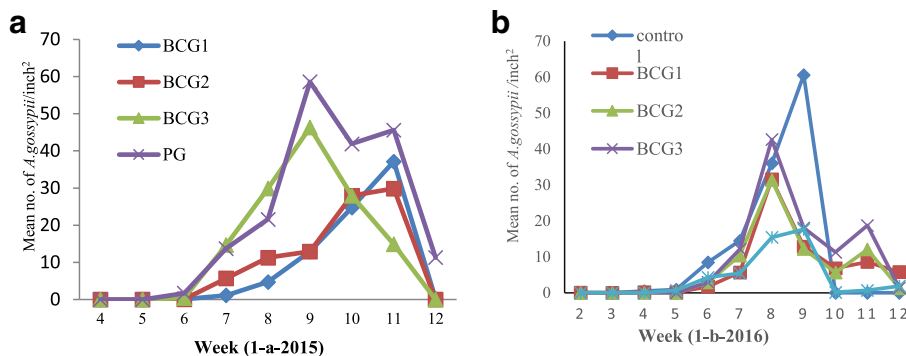 a
Mean no. of A.gossypii/inch²
70
60
50
40
30
20
10
0
BCG1
BCG2
BCG3
PG
4 5 6 7 8 9 10 11 12
Week (1-a-2015)
b
Mean no. of A.gossypii /inch²
70
60
50
40
30
20
10
0
contro
l
BCG1
BCG2
BCG3
2 3 4 5 6 7 8 9 10 11 12
Week (1-b-2016)